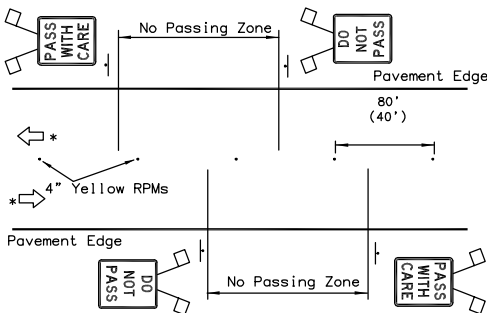 PASS
WITH
CARE
No Passing Zone
DO
NOT
PASS
Pavement Edge
80'
(40')
*
4" Yellow RPMs
*
Pavement Edge
DO
NOT
PASS
No Passing Zone
PASS
WITH
CARE